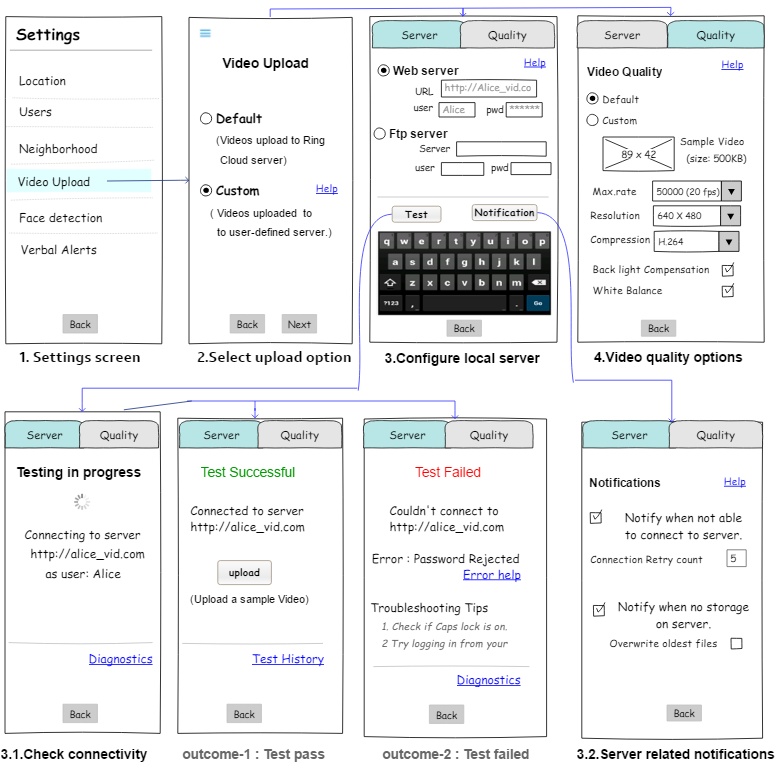 Settings
Location
Users
Neighborhood
Video Upload
Face detection
Verbal Alerts
Back
1. Settings screen
Video Upload
Default
(Videos upload to Ring
Cloud server)
Custom
Help
( Videos uploaded to
to user-defined server.)
Back
Next
2.Select upload option
Server
Quality
Help
Web server
URL
http://Alice_vid.co
user
Alice
pwd
******
Ftp server
Server
user
pwd
Test
Notification
q w e r t y u i o p
a s d f g h j k l
z x c v b n m
?123
,
.
Go
Back
3.Configure local server
Server
Quality
Help
Video Quality
Default
Custom
89 x 42
Sample Video
(size: 500KB)
Max.rate
50000 (20 fps)
Resolution
640 X 480
Compression
H.264
Back light Compensation
White Balance
Back
4.Video quality options
Server
Quality
Testing in progress
Connecting to server
http://alice_vid.com
as user: Alice
Diagnostics
Back
3.1.Check connectivity
Server
Quality
Test Successful
Connected to server
http://alice_vid.com
upload
(Upload a sample Video)
Test History
Back
outcome-1 : Test pass
Server
Quality
Test Failed
Couldn't connect to
http://alice_vid.com
Error : Password Rejected
Error help
Troubleshooting Tips
1. Check if Caps lock is on.
2 Try logging in from your
Diagnostics
Back
outcome-2 : Test failed
Server
Quality
Notifications
Help
Notify when not able
to connect to server.
Connection Retry count
5
Notify when no storage
on server.
Overwrite oldest files
Back
3.2.Server related notifications